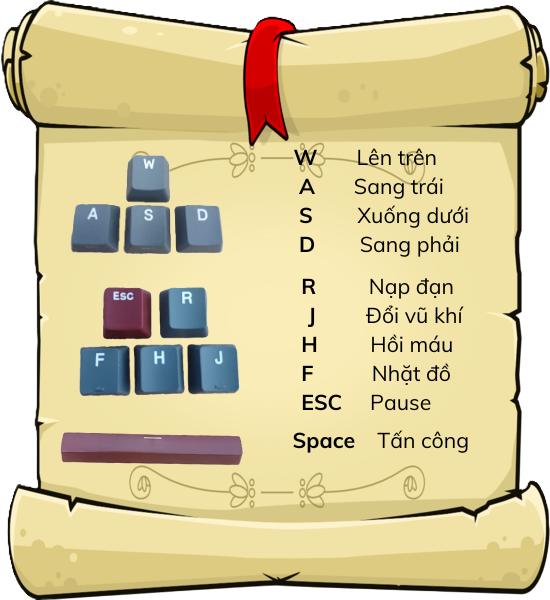 W Lên trên
A Sang trái
S Xuống dưới
D Sang phải
R Nạp đạn
J Đổi vũ khí
H Hồi máu
F Nhặt đồ
ESC Pause
Space Tấn công
W
A S D
ESC R
F H J